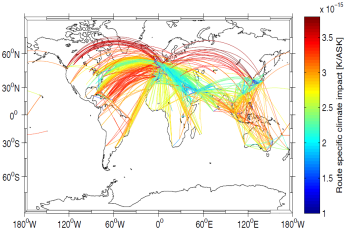 x 10⁻¹⁵
60°N
30°N
0°
30°S
60°S
180°W
120°W
60°W
0°
60°E
120°E
180°W
3.5
3
2.5
2
1.5
1
Route specific climate impact [K/ASK]